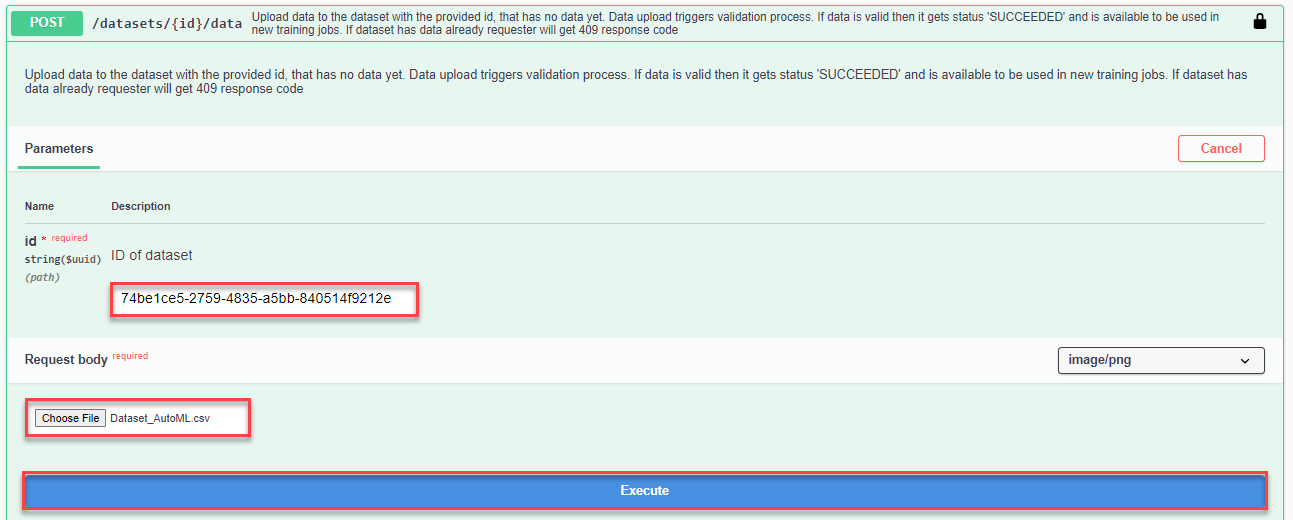 POST /datasets/{id}/data Upload data to the dataset with the provided id, that has no data yet. Data upload triggers validation process. If data is valid then it gets status 'SUCCEEDED' and is available to be used in
new training jobs. If dataset has data already requester will get 409 response code
Upload data to the dataset with the provided id, that has no data yet. Data upload triggers validation process. If data is valid then it gets status 'SUCCEEDED' and is available to be used in new training jobs. If dataset has
data already requester will get 409 response code
Parameters Cancel
Name Description
id * required
string($uuid) ID of dataset
(path)
74be1ce5-2759-4835-a5bb-840514f9212e
Request body required image/png
Choose File Dataset_AutoML.csv
Execute